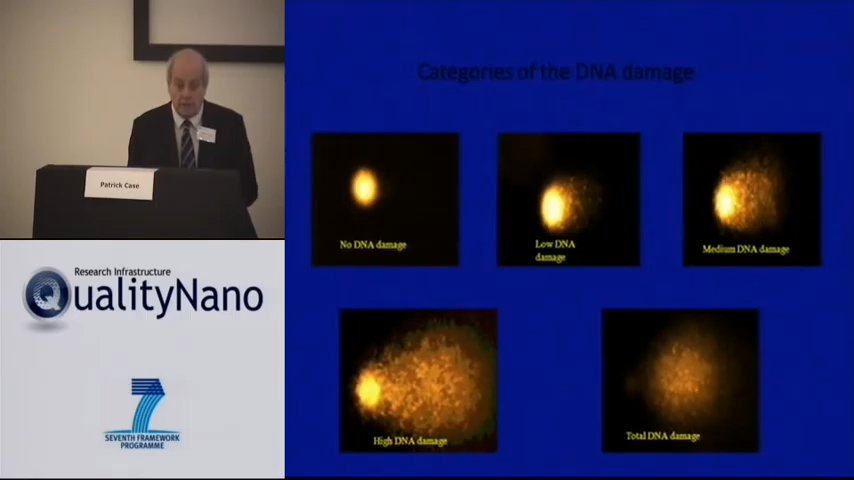 Categories of the DNA damage
Patrick Case
No DNA damage
Low DNA
damage
Medium DNA damage
Research Infrastructure
QualityNano
High DNA damage
Total DNA damage
7
SEVENTH FRAMEWORK
PROGRAMME